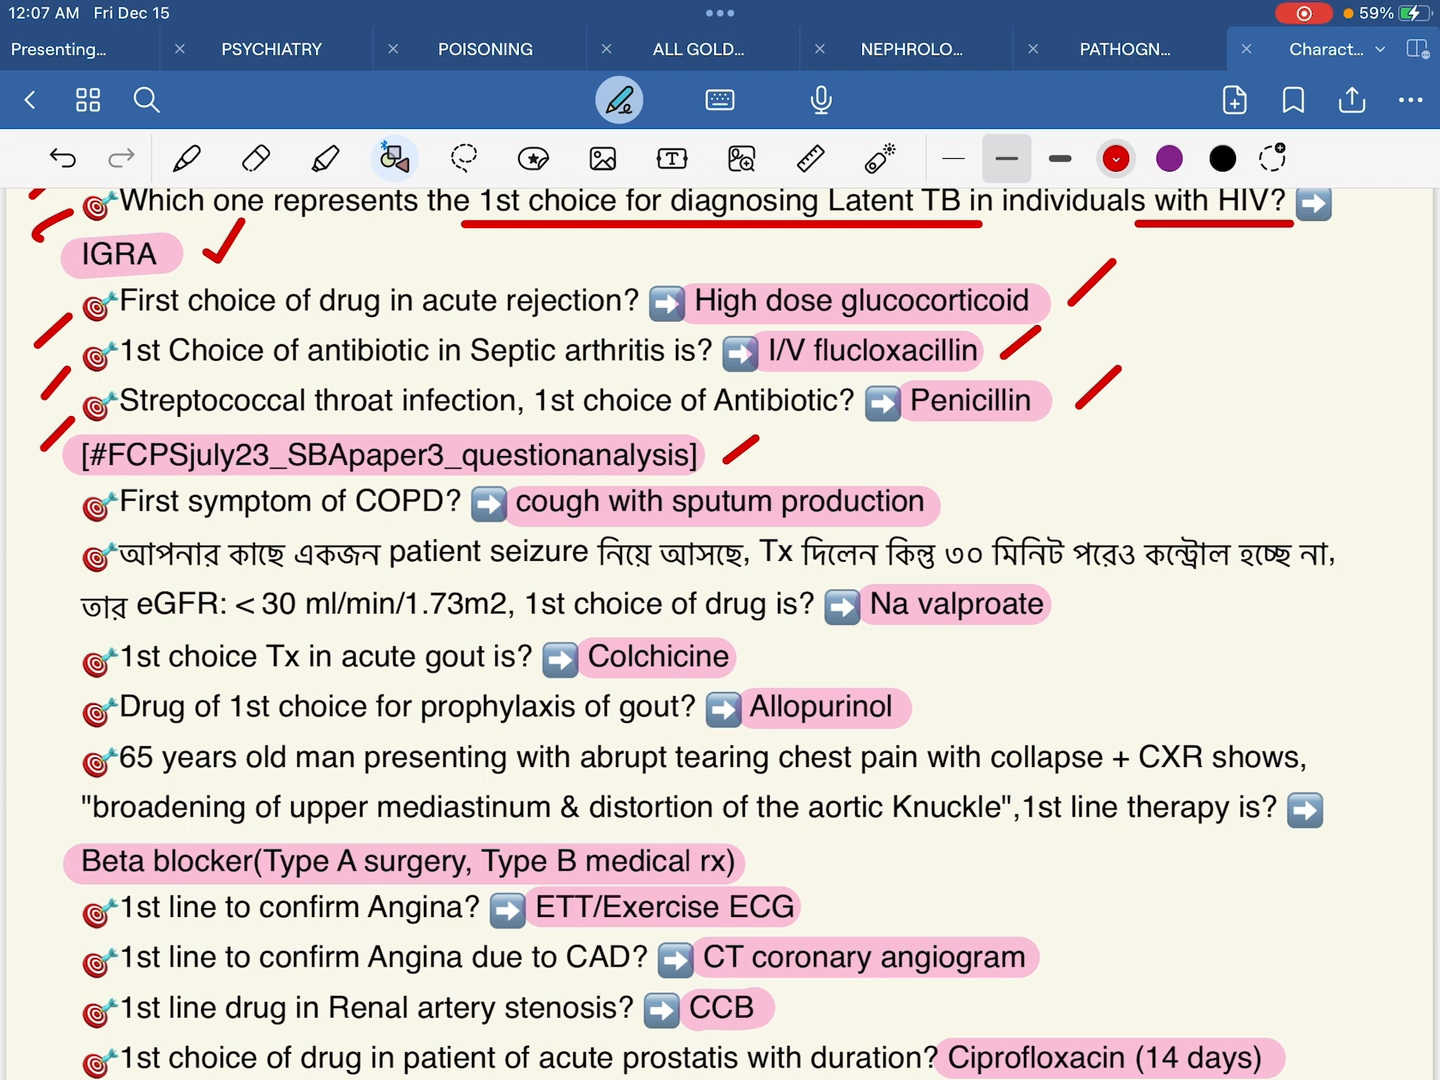 12:07 AM Fri Dec 15
59%
Presenting... PSYCHIATRY POISONING ALL GOLD... NEPHROLO... PATHOGN... Charact...
🎯Which one represents the 1st choice for diagnosing Latent TB in individuals with HIV? ➡️
IGRA
🎯First choice of drug in acute rejection? ➡️ High dose glucocorticoid
🎯1st Choice of antibiotic in Septic arthritis is? ➡️ I/V flucloxacillin
🎯Streptococcal throat infection, 1st choice of Antibiotic? ➡️ Penicillin
[#FCPSjuly23_SBApaper3_questionanalysis]
🎯First symptom of COPD? ➡️ cough with sputum production
🎯আপনার কাছে একজন patient seizure নিয়ে আসছে, Tx দিলেন কিন্তু ৩০ মিনিট পরেও কন্ট্রোল হচ্ছে না,
তার eGFR: < 30 ml/min/1.73m2, 1st choice of drug is? ➡️ Na valproate
🎯1st choice Tx in acute gout is? ➡️ Colchicine
🎯Drug of 1st choice for prophylaxis of gout? ➡️ Allopurinol
🎯65 years old man presenting with abrupt tearing chest pain with collapse + CXR shows,
"broadening of upper mediastinum & distortion of the aortic Knuckle",1st line therapy is? ➡️
Beta blocker(Type A surgery, Type B medical rx)
🎯1st line to confirm Angina? ➡️ ETT/Exercise ECG
🎯1st line to confirm Angina due to CAD? ➡️ CT coronary angiogram
🎯1st line drug in Renal artery stenosis? ➡️ CCB
🎯1st choice of drug in patient of acute prostatis with duration? Ciprofloxacin (14 days)